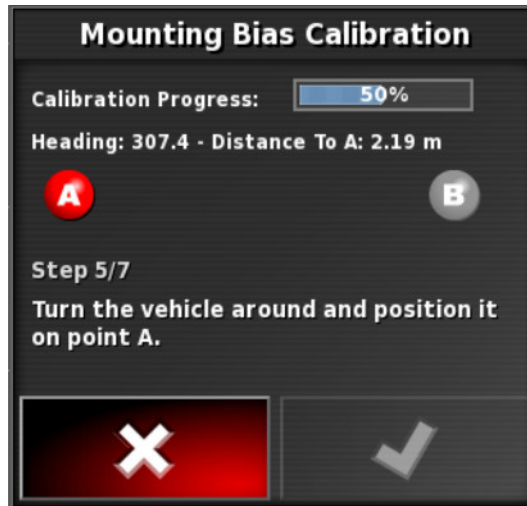 Mounting Bias Calibration
Calibration Progress: 50%
Heading: 307.4 - Distance To A: 2.19 m
A B
Step 5/7
Turn the vehicle around and position it
on point A.